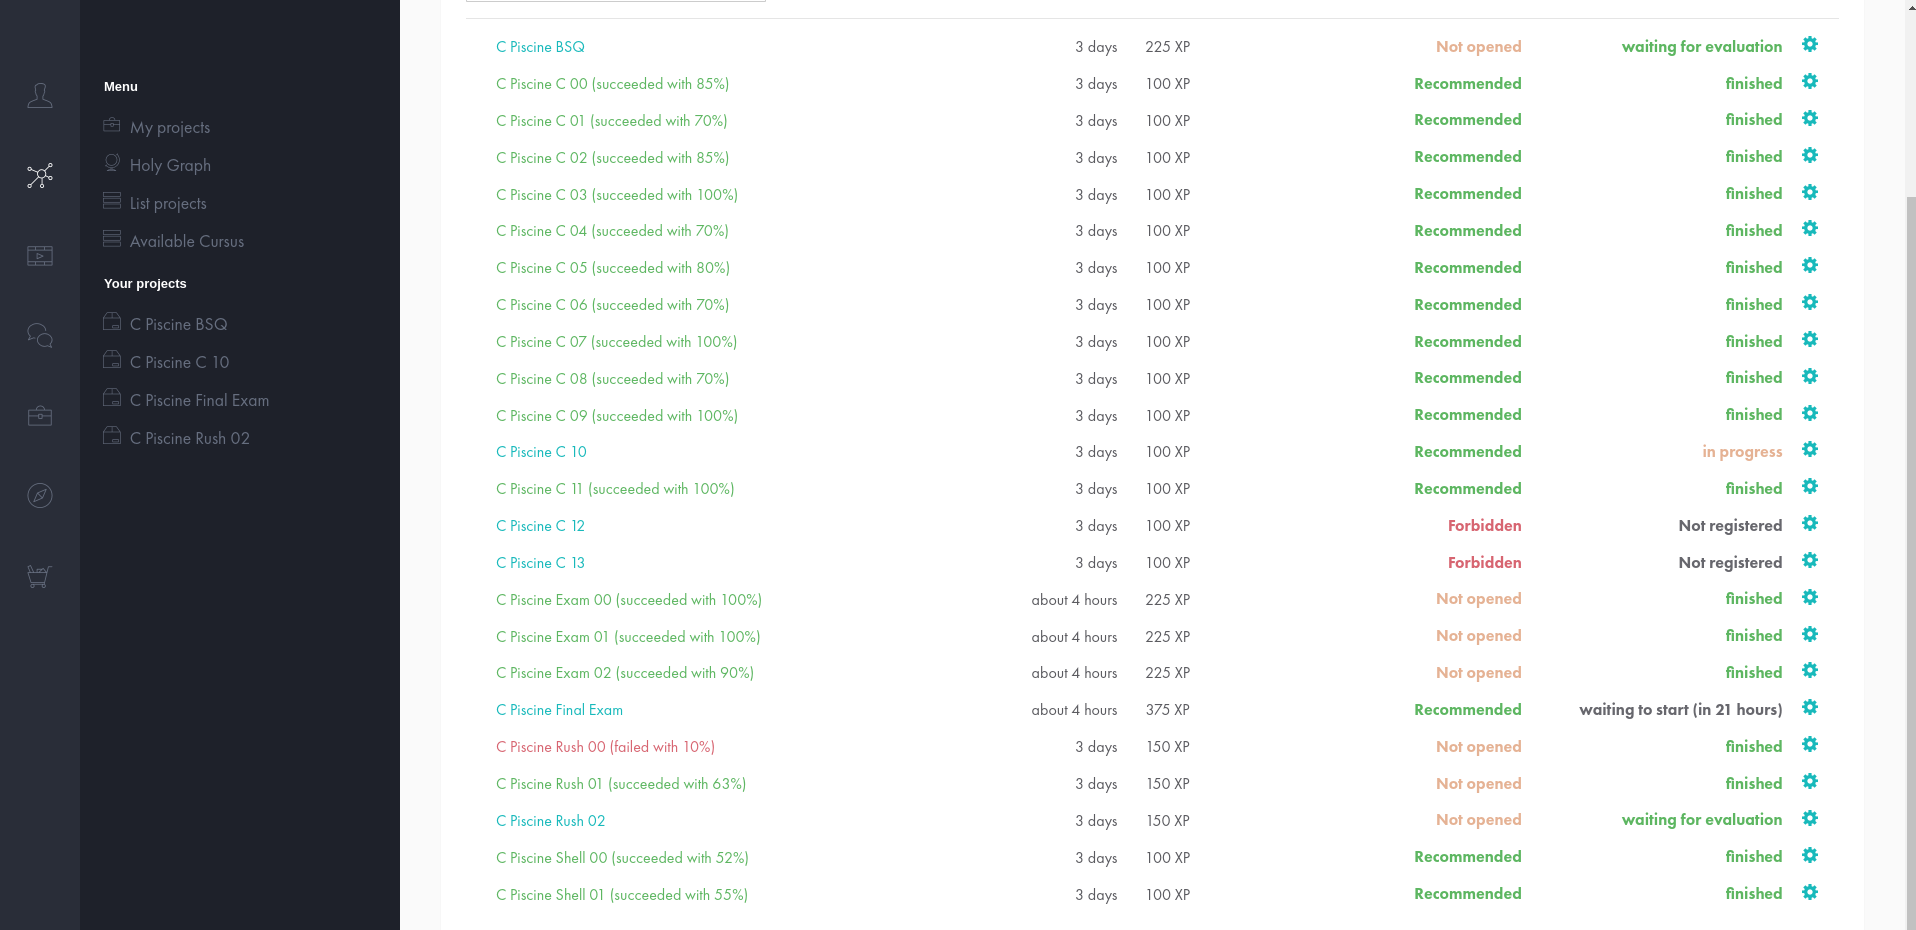 Menu
My projects
Holy Graph
List projects
Available Cursus
Your projects
C Piscine BSQ
C Piscine C 10
C Piscine Final Exam
C Piscine Rush 02
C Piscine BSQ 3 days 225 XP Not opened waiting for evaluation
C Piscine C 00 (succeeded with 85%) 3 days 100 XP Recommended finished
C Piscine C 01 (succeeded with 70%) 3 days 100 XP Recommended finished
C Piscine C 02 (succeeded with 85%) 3 days 100 XP Recommended finished
C Piscine C 03 (succeeded with 100%) 3 days 100 XP Recommended finished
C Piscine C 04 (succeeded with 70%) 3 days 100 XP Recommended finished
C Piscine C 05 (succeeded with 80%) 3 days 100 XP Recommended finished
C Piscine C 06 (succeeded with 70%) 3 days 100 XP Recommended finished
C Piscine C 07 (succeeded with 100%) 3 days 100 XP Recommended finished
C Piscine C 08 (succeeded with 70%) 3 days 100 XP Recommended finished
C Piscine C 09 (succeeded with 100%) 3 days 100 XP Recommended finished
C Piscine C 10 3 days 100 XP Recommended in progress
C Piscine C 11 (succeeded with 100%) 3 days 100 XP Recommended finished
C Piscine C 12 3 days 100 XP Forbidden Not registered
C Piscine C 13 3 days 100 XP Forbidden Not registered
C Piscine Exam 00 (succeeded with 100%) about 4 hours 225 XP Not opened finished
C Piscine Exam 01 (succeeded with 100%) about 4 hours 225 XP Not opened finished
C Piscine Exam 02 (succeeded with 90%) about 4 hours 225 XP Not opened finished
C Piscine Final Exam about 4 hours 375 XP Recommended waiting to start (in 21 hours)
C Piscine Rush 00 (failed with 10%) 3 days 150 XP Not opened finished
C Piscine Rush 01 (succeeded with 63%) 3 days 150 XP Not opened finished
C Piscine Rush 02 3 days 150 XP Not opened waiting for evaluation
C Piscine Shell 00 (succeeded with 52%) 3 days 100 XP Recommended finished
C Piscine Shell 01 (succeeded with 55%) 3 days 100 XP Recommended finished